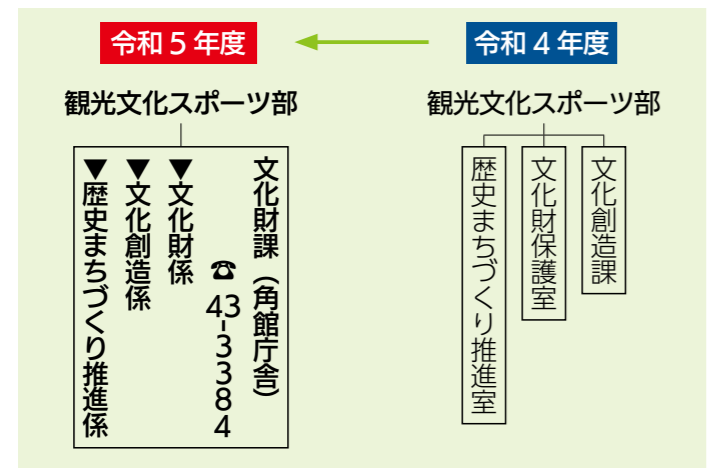 令和４年度
観光文化スポーツ部
文化創造課
文化財保護室
歴史まちづくり推進室
令和５年度
観光文化スポーツ部
文化財課（角館庁舎）
☎43-3384
▼文化財係
▼文化創造係
▼歴史まちづくり推進係